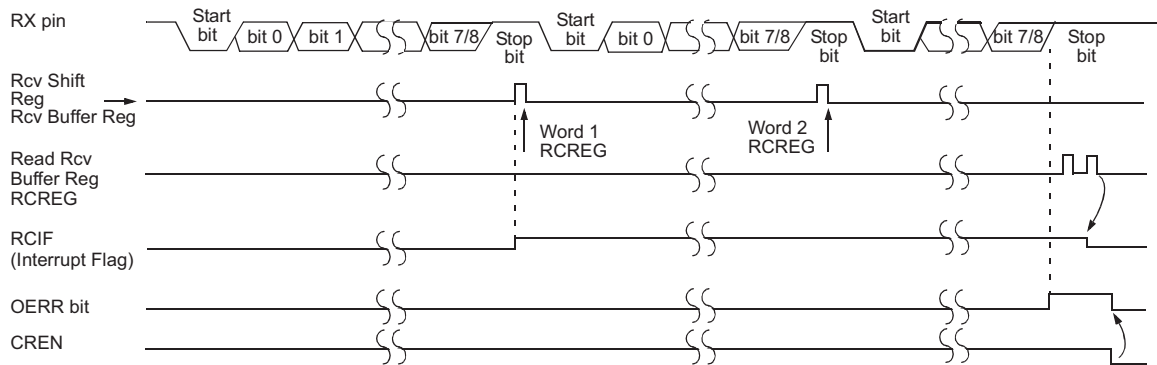 RX pin
Start
bit
bit 0
bit 1
bit 7/8
Stop
bit
Start
bit
bit 0
bit 7/8
Stop
bit
Start
bit
bit 7/8
Stop
bit
Rcv Shift
Reg
Rcv Buffer Reg
Word 1
RCREG
Word 2
RCREG
Read Rcv
Buffer Reg
RCREG
RCIF
(Interrupt Flag)
OERR bit
CREN